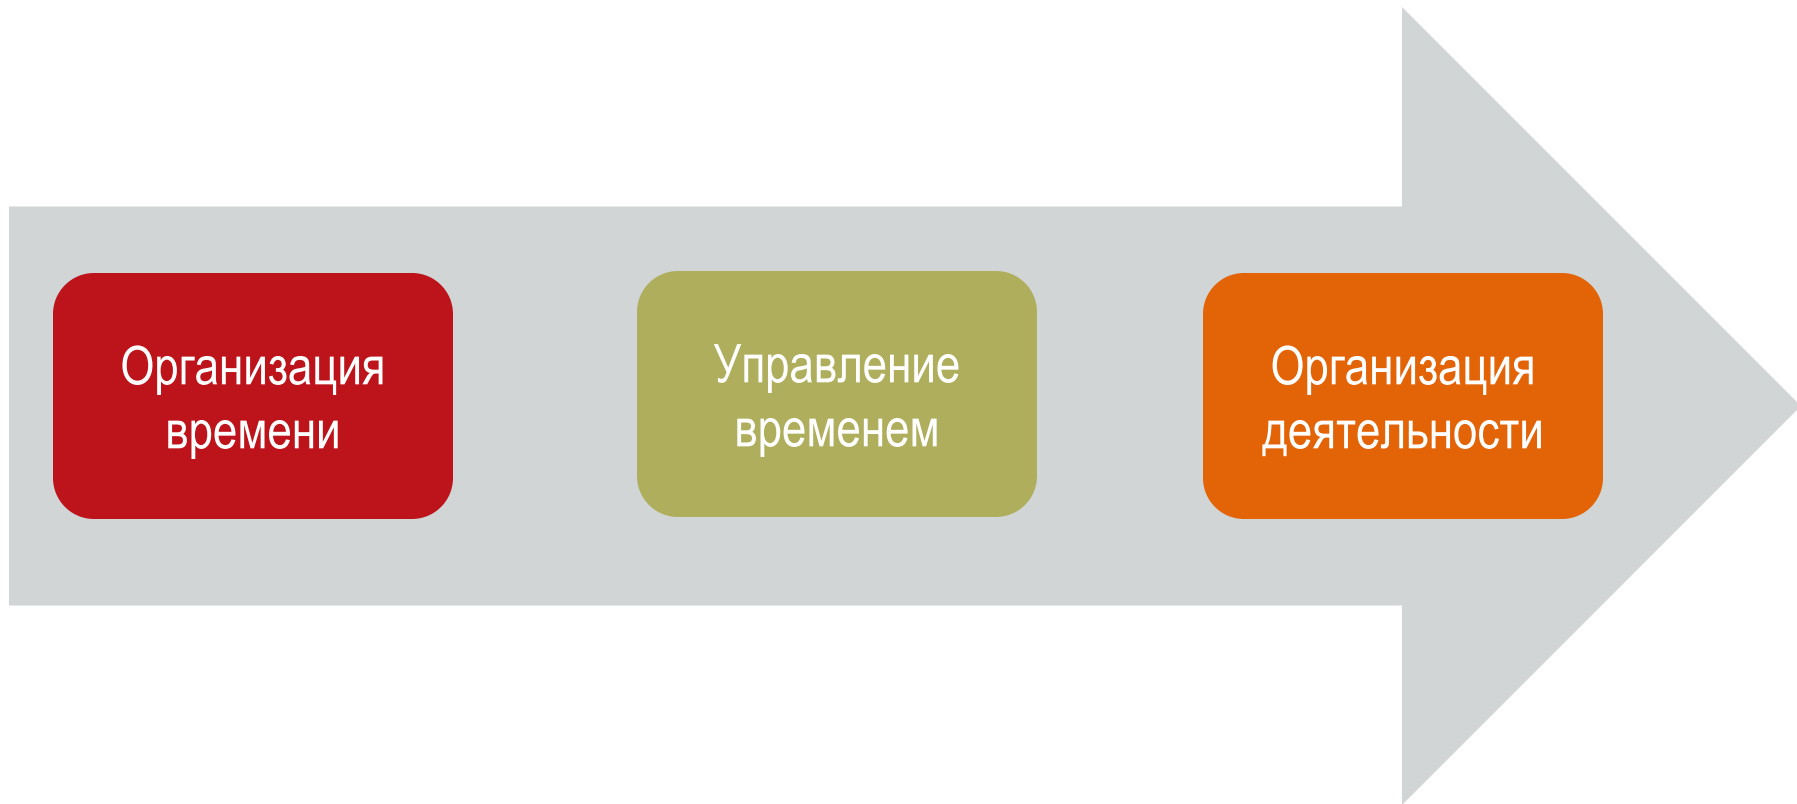 Организация
времени
Управление
временем
Организация
деятельности